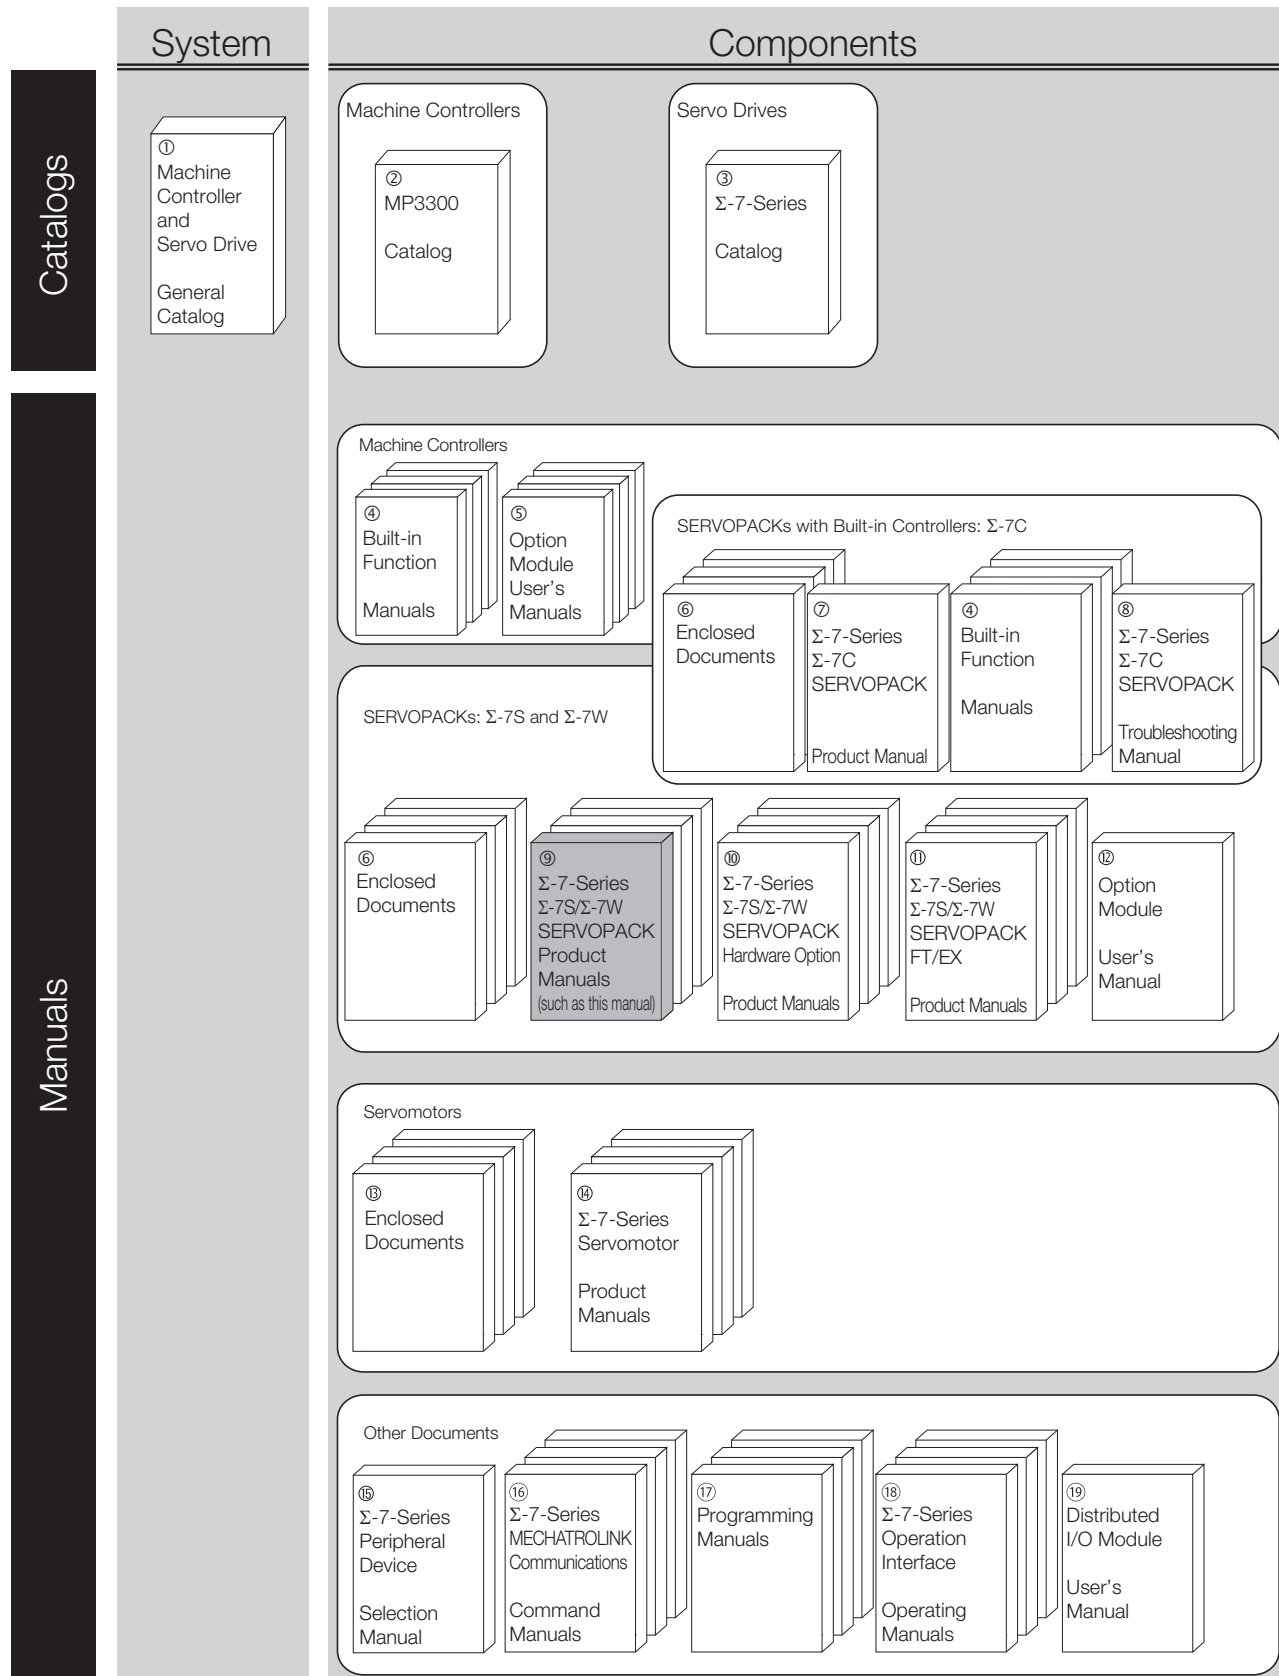 System
Components
Catalogs
①
Machine
Controller
and
Servo Drive
General
Catalog
Machine Controllers
②
MP3300
Catalog
Servo Drives
③
Σ-7-Series
Catalog
Manuals
Machine Controllers
④
Built-in
Function
Manuals
⑤
Option
Module
User's
Manuals
SERVOPACKs with Built-in Controllers: Σ-7C
⑥
Enclosed
Documents
⑦
Σ-7-Series
Σ-7C
SERVOPACK
Product Manual
④
Built-in
Function
Manuals
⑧
Σ-7-Series
Σ-7C
SERVOPACK
Troubleshooting
Manual
SERVOPACKs: Σ-7S and Σ-7W
⑥
Enclosed
Documents
⑨
Σ-7-Series
Σ-7S/Σ-7W
SERVOPACK
Product
Manuals
(such as this manual)
⑩
Σ-7-Series
Σ-7S/Σ-7W
SERVOPACK
Hardware Option
Product Manuals
⑪
Σ-7-Series
Σ-7S/Σ-7W
SERVOPACK
FT/EX
Product Manuals
⑫
Option
Module
User's
Manual
Servomotors
⑬
Enclosed
Documents
⑭
Σ-7-Series
Servomotor
Product
Manuals
Other Documents
⑮
Σ-7-Series
Peripheral
Device
Selection
Manual
⑯
Σ-7-Series
MECHATROLINK
Communications
Command
Manuals
⑰
Programming
Manuals
⑱
Σ-7-Series
Operation
Interface
Operating
Manuals
⑲
Distributed
I/O Module
User's
Manual